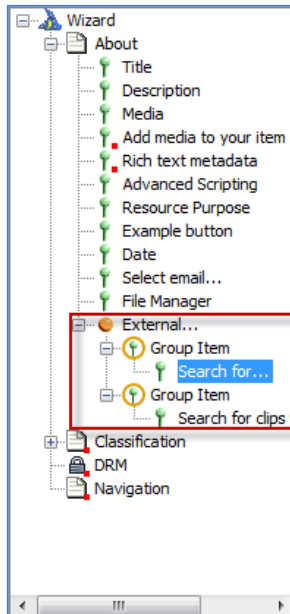 Wizard
About
Title
Description
Media
Add media to your item
Rich text metadata
Advanced Scripting
Resource Purpose
Example button
Date
Select email...
File Manager
External...
Group Item
Search for...
Group Item
Search for clips
Classification
DRM
Navigation